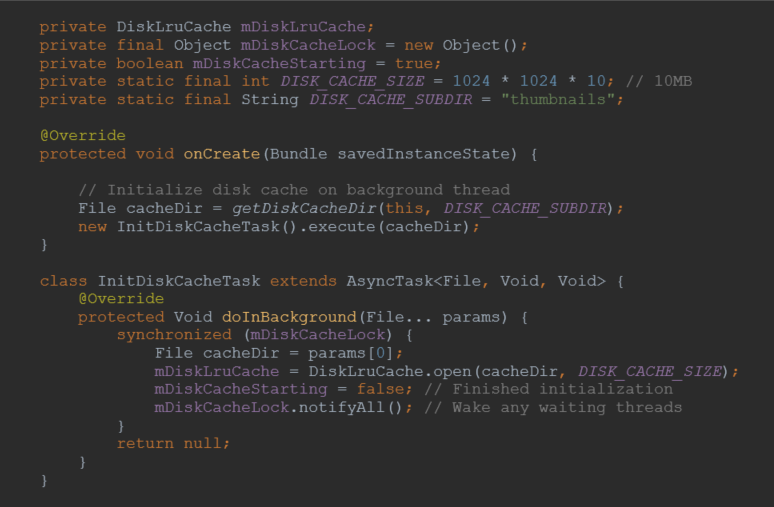 private DiskLruCache mDiskLruCache;
private final Object mDiskCacheLock = new Object();
private boolean mDiskCacheStarting = true;
private static final int DISK_CACHE_SIZE = 1024 * 1024 * 10; // 10MB
private static final String DISK_CACHE_SUBDIR = "thumbnails";

@Override
protected void onCreate(Bundle savedInstanceState) {

    // Initialize disk cache on background thread
    File cacheDir = getDiskCacheDir(this, DISK_CACHE_SUBDIR);
    new InitDiskCacheTask().execute(cacheDir);
}

class InitDiskCacheTask extends AsyncTask<File, Void, Void> {
    @Override
    protected Void doInBackground(File... params) {
        synchronized (mDiskCacheLock) {
            File cacheDir = params[0];
            mDiskLruCache = DiskLruCache.open(cacheDir, DISK_CACHE_SIZE);
            mDiskCacheStarting = false; // Finished initialization
            mDiskCacheLock.notifyAll(); // Wake any waiting threads
        }
        return null;
    }
}